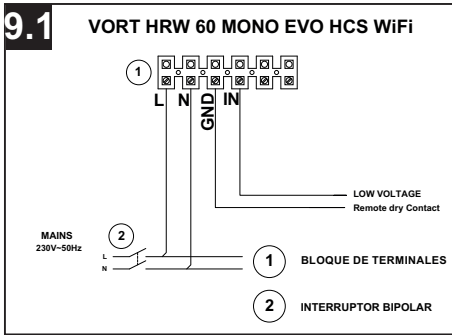 9.1 VORT HRW 60 MONO EVO HCS WiFi
1
L N GND IN
LOW VOLTAGE
Remote dry Contact
MAINS
230V~50Hz
2
L
N
1 BLOQUE DE TERMINALES
2 INTERRUPTOR BIPOLAR